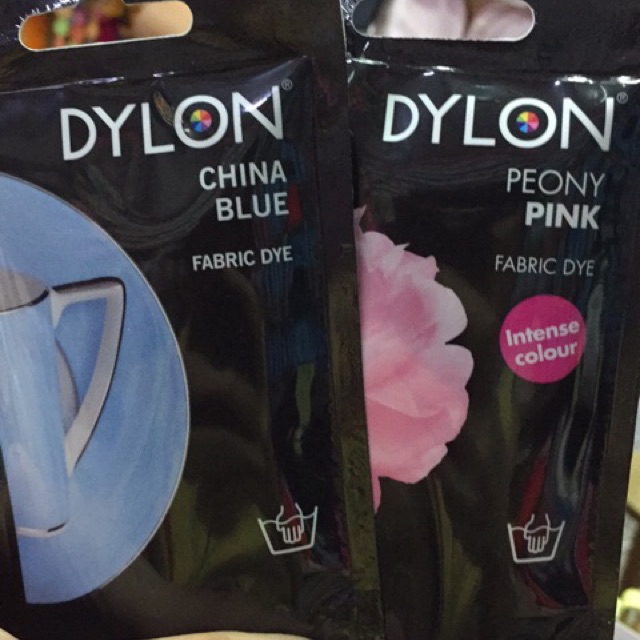 DYLON®
CHINA
BLUE
FABRIC DYE
DYLON®
PEONY
PINK
FABRIC DYE
Intense
colour